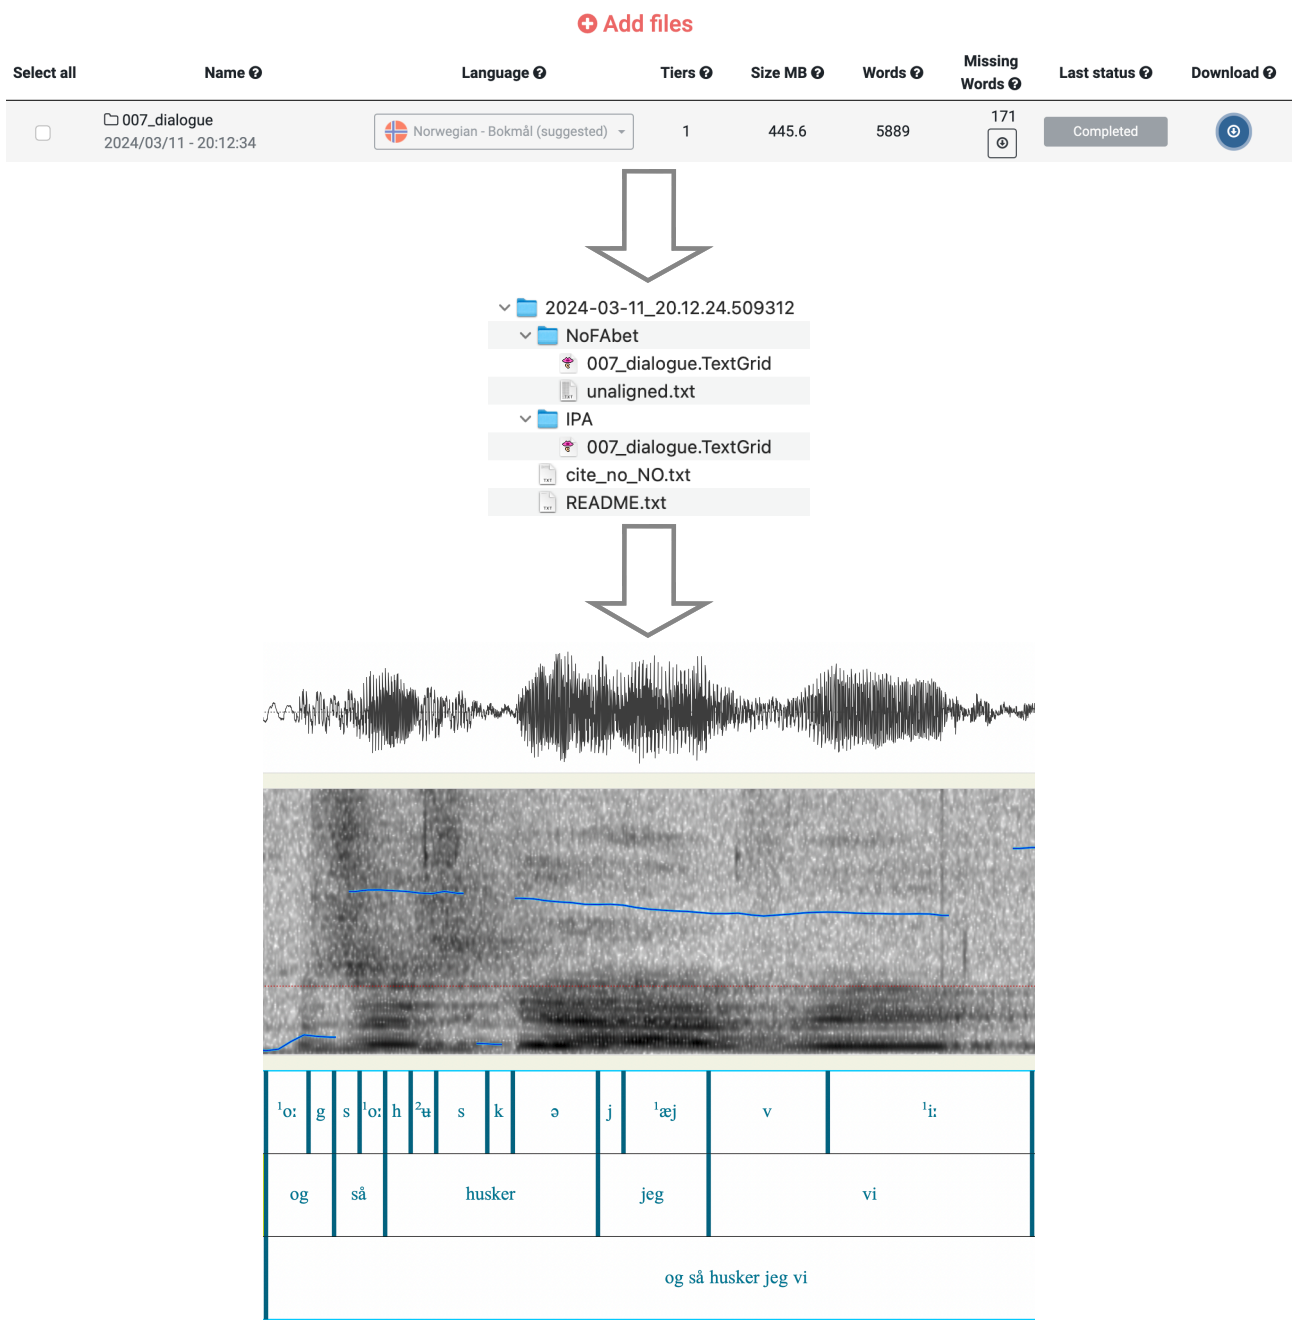 Add files
Select all Name Language Tiers Size MB Words Missing Words Last status Download
007_dialogue Norwegian - Bokmål (suggested) 1 445.6 5889 171 Completed
2024/03/11 - 20:12:34
2024-03-11_20.12.24.509312
NoFAbet
007_dialogue.TextGrid
unaligned.txt
IPA
007_dialogue.TextGrid
cite_no_NO.txt
README.txt
¹oː g s ¹oː h ²ʉ s k ə j ¹æj v ¹iː
og så husker jeg vi
og så husker jeg vi